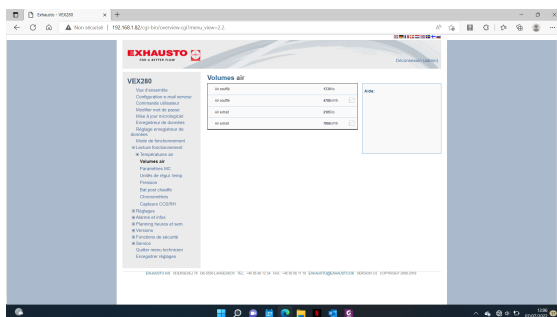 Exhausto - VEX280
Non sécurisé | 192.168.1.82/cgi-bin/overview.cgi?menu_view=2.2.
EXHAUSTO
FOR A BETTER FLOW
VEX280
Vue d'ensemble
Configuration e-mail serveur
Commande utilisateur
Modifier mot de passe
Mise à jour micrologiciel
Enregistreur de données
Réglage enregistreur de
données
Mode de fonctionnement
Lecture fonctionnement
Températures air
Volumes air
Paramètres MC
Unités de régul. temp
Pression
Bat post chauffe
Chronomètres
Capteurs CO2/RH
Réglages
Alarme et infos
Planning heures et sem.
Versions
Fonctions de sécurité
Service
Quitter menu technicien
Enregistrer réglages
Volumes air
Air soufflé
Air soufflé
Air extrait
Air extrait
Aide:
13:06